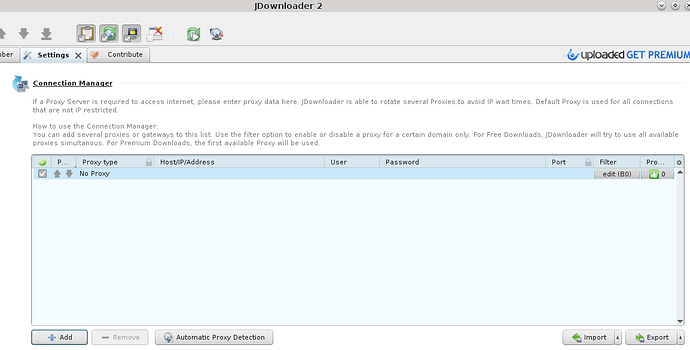 JDownloader 2
nber Settings Contribute uploaded GET PREMIUM
Connection Manager
If a Proxy Server is required to access internet, please enter proxy data here. JDownloader is able to rotate several Proxies to avoid IP wait times. Default Proxy is used for all connections
that are not IP restricted.
How to use the Connection Manager:
You can add several proxies or gateways to this list. Use the filter option to enable or disable a proxy for a certain domain only. For Free Downloads, JDownloader will try to use all available
proxies simultanous. For Premium Downloads, the first available Proxy will be used.
P... Proxy type Host/IP/Address User Password Port Filter Pro...
No Proxy edit (B0) 0
Add Remove Automatic Proxy Detection Import Export